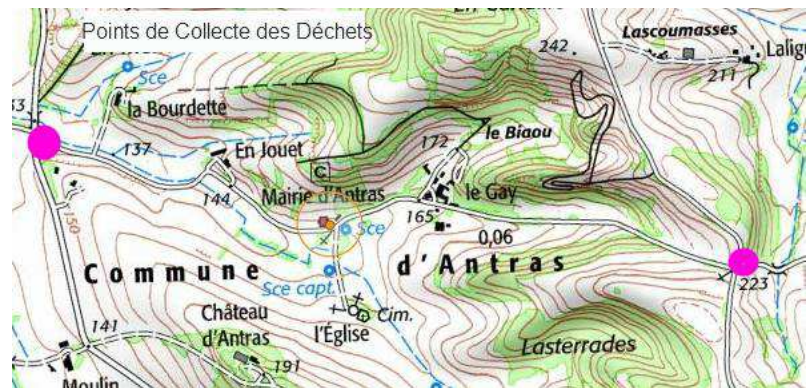 Points de Collecte des Déchets
242
Lascoumasses
Sce
211
la Bourdette
33
172
le Biaou
137
En Jouet
C
Mairie d'Antras
le Gay
144
165
Sce
150
0,06
Commune d'Antras
Sce capt.
223
Château
d'Antras
l'Église
Cim.
141
Lasterrades
191
Moulin